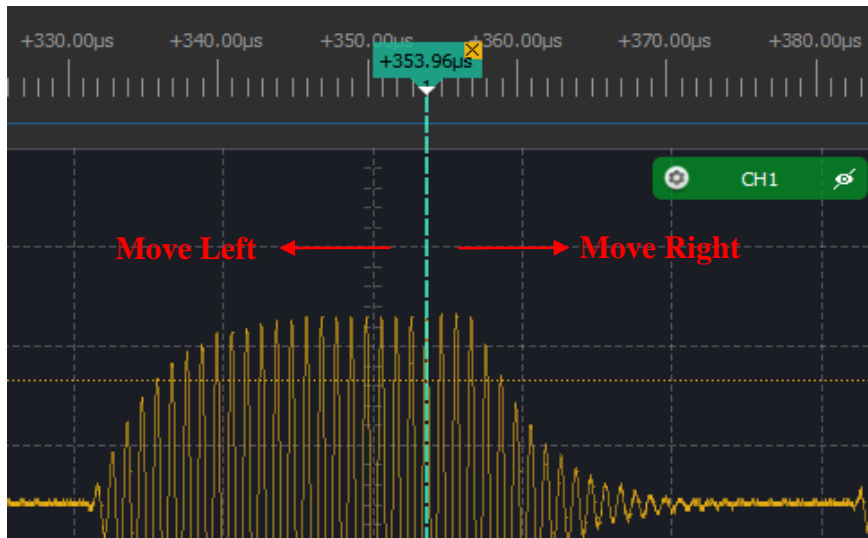 +330.00µs +340.00µs +350.00µs +360.00µs +370.00µs +380.00µs
+353.96µs
1
CH1
Move Left Move Right